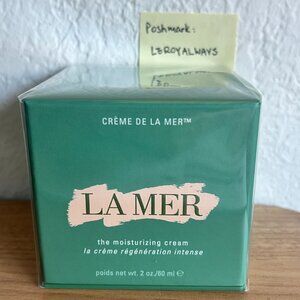 Poshmark:
LEROYALWAYS
CRÈME DE LA MER™
LA MER
the moisturizing cream
la crème régénération intense
poids net wt. 2 oz./60 ml ℮